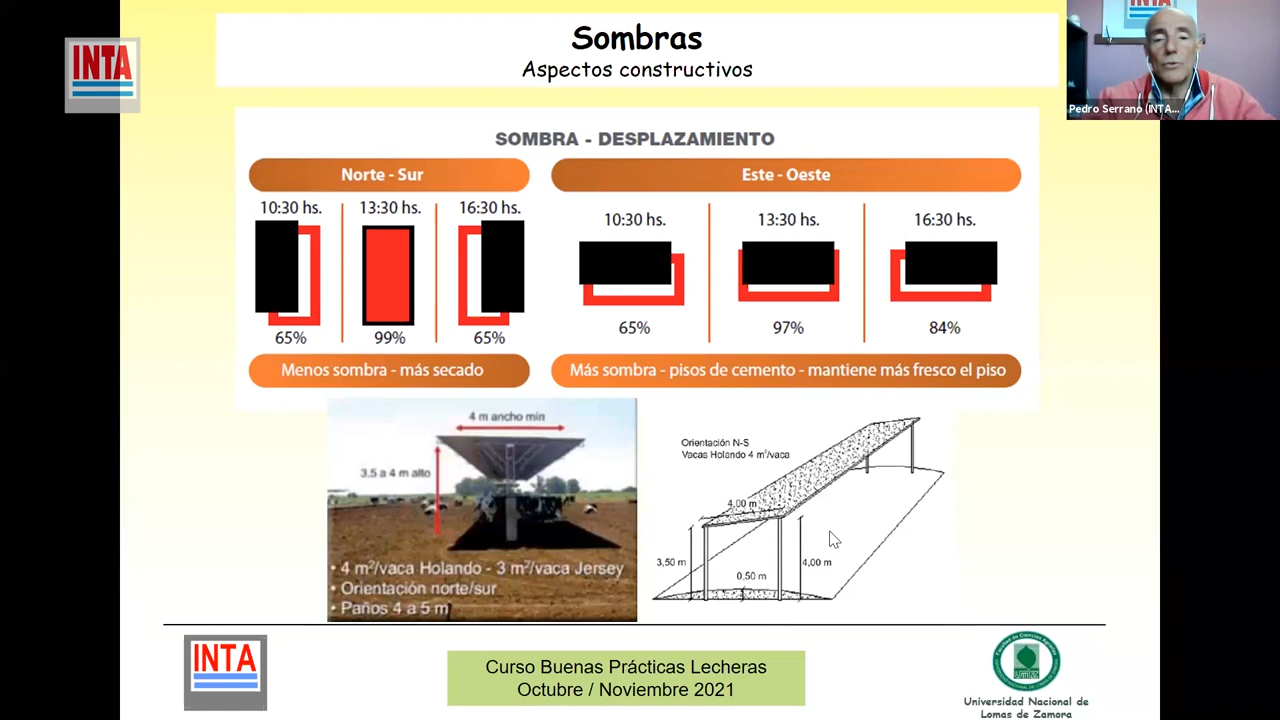 INTA
Sombras
Aspectos constructivos
Pedro Serrano (INTA...
SOMBRA - DESPLAZAMIENTO
Norte - Sur
Este - Oeste
10:30 hs.
13:30 hs.
16:30 hs.
10:30 hs.
13:30 hs.
16:30 hs.
65%
99%
65%
65%
97%
84%
Menos sombra - más secado
Más sombra - pisos de cemento - mantiene más fresco el piso
4 m ancho min
3.5 a 4 m alto
• 4 m²/vaca Holando - 3 m²/vaca Jersey
• Orientación norte/sur
• Paños 4 a 5 m
Orientación N-S
Vacas Holando 4 m²/vaca
4,00 m
3,50 m
0,50 m
4,00 m
INTA
Curso Buenas Prácticas Lecheras
Octubre / Noviembre 2021
Universidad Nacional de
Lomas de Zamora